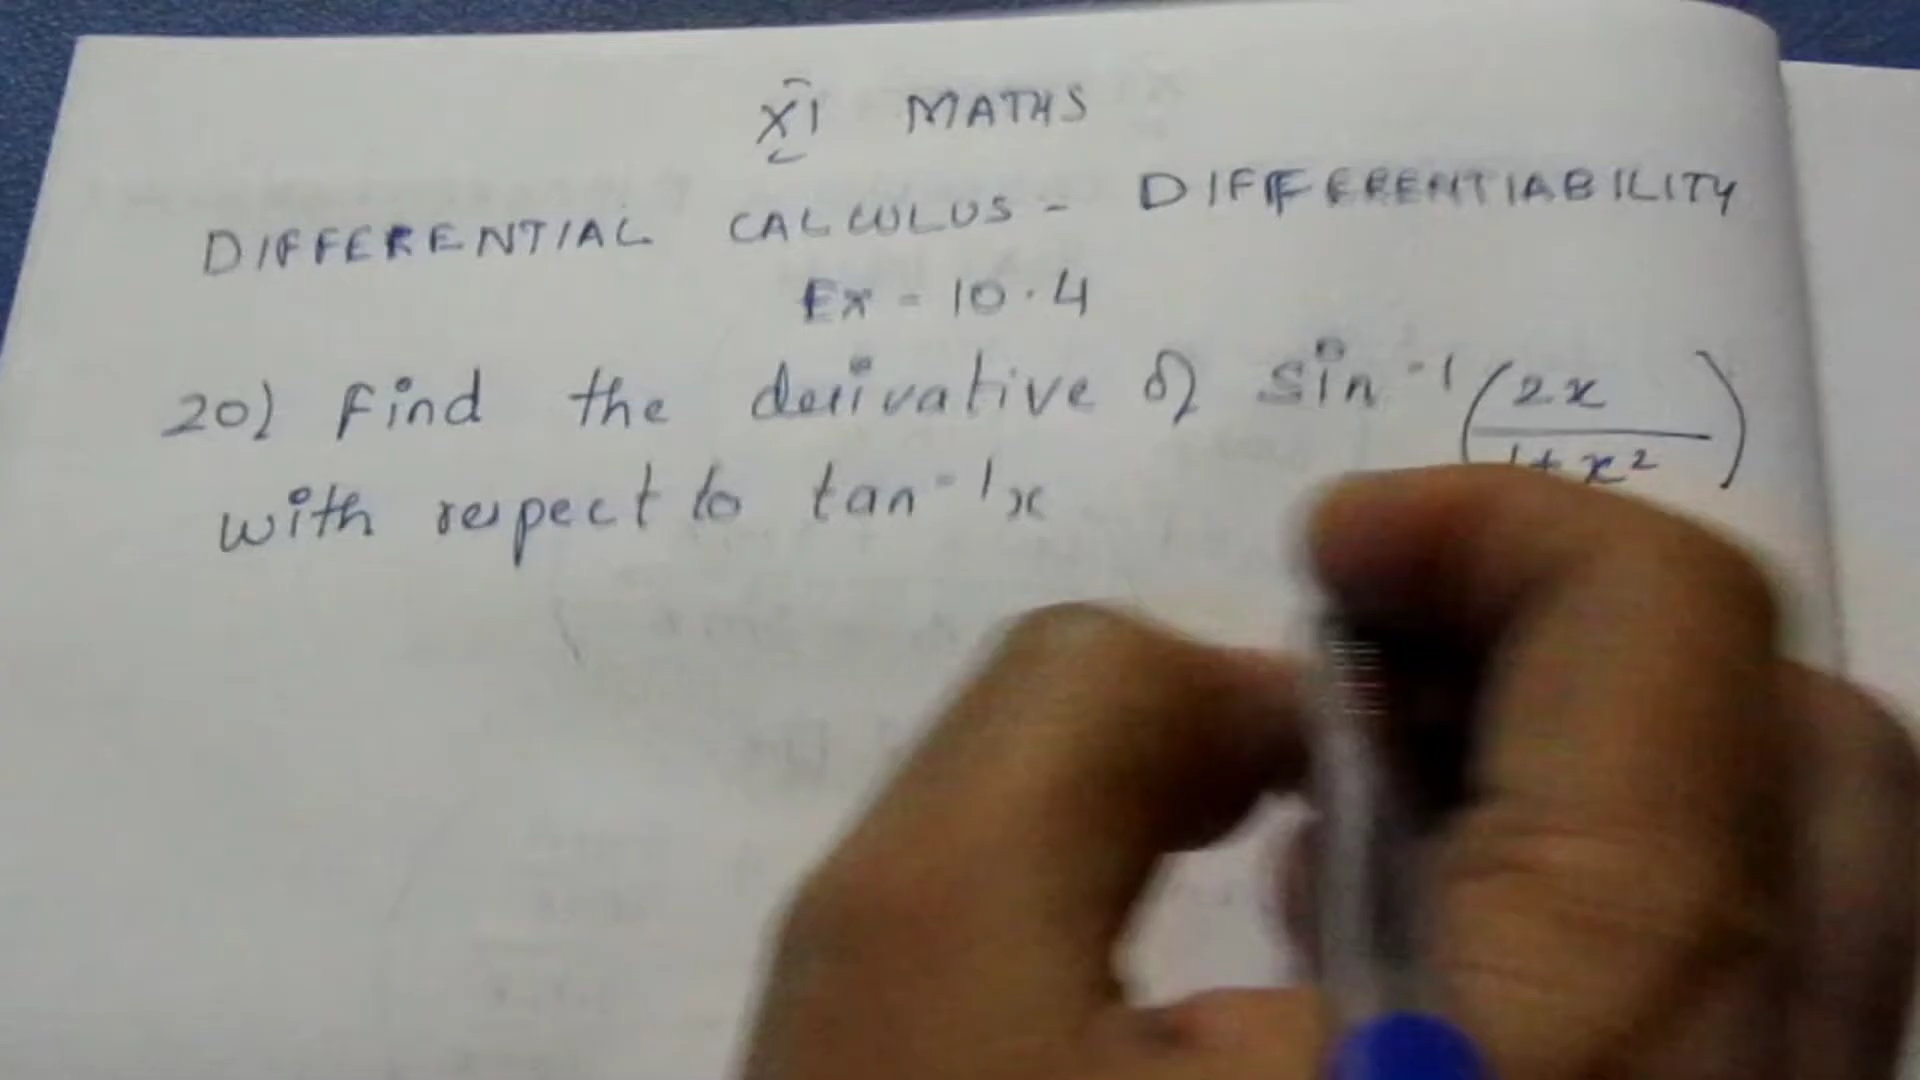 XI MATHS
DIFFERENTIAL CALCULUS - DIFFERENTIABILITY
Ex - 10.4
20) Find the derivative of sin⁻¹(2x/1+x²)
with respect to tan⁻¹x